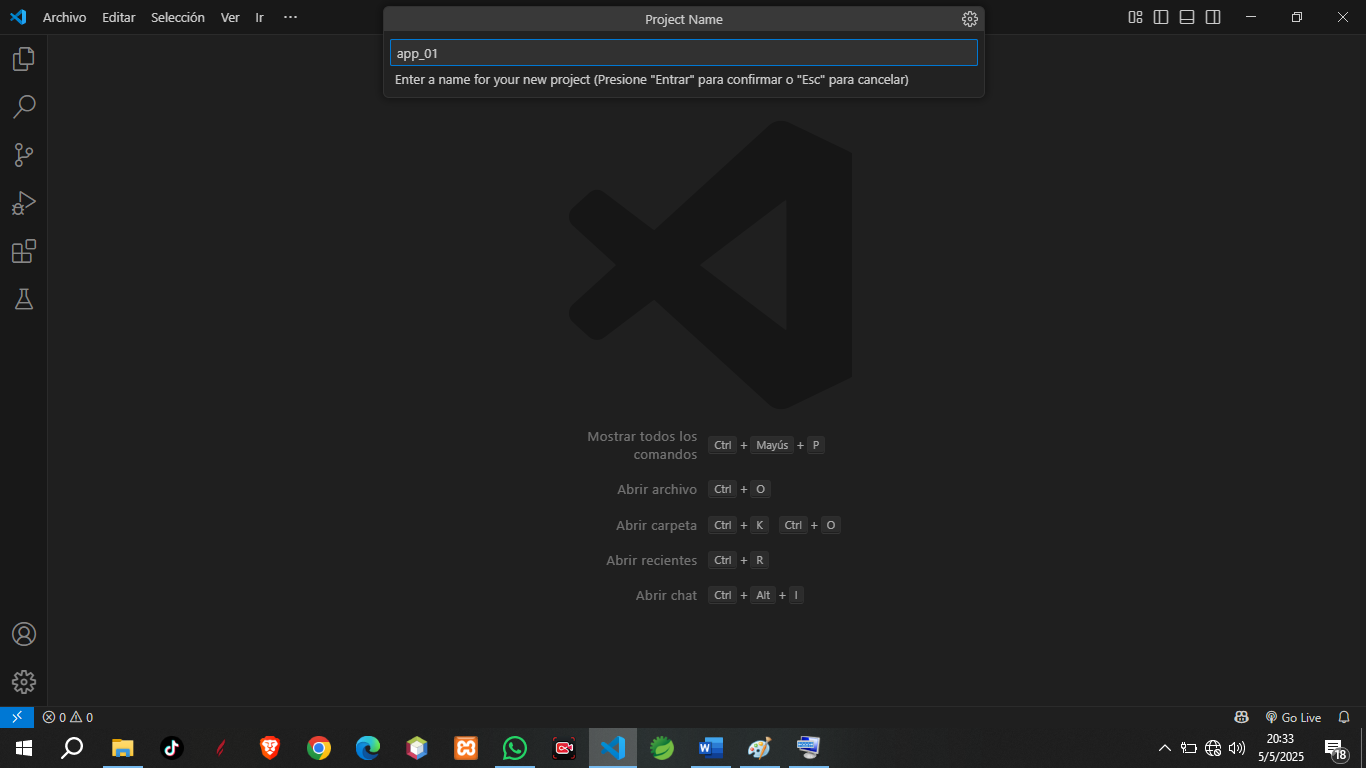 Archivo Editar Selección Ver Ir ···
Project Name
app_01
Enter a name for your new project (Presione "Entrar" para confirmar o "Esc" para cancelar)
Mostrar todos los
comandos
Ctrl + Mayús + P
Abrir archivo Ctrl + O
Abrir carpeta Ctrl + K Ctrl + O
Abrir recientes Ctrl + R
Abrir chat Ctrl + Alt + I
0 0
Go Live
20:33
5/5/2025
18